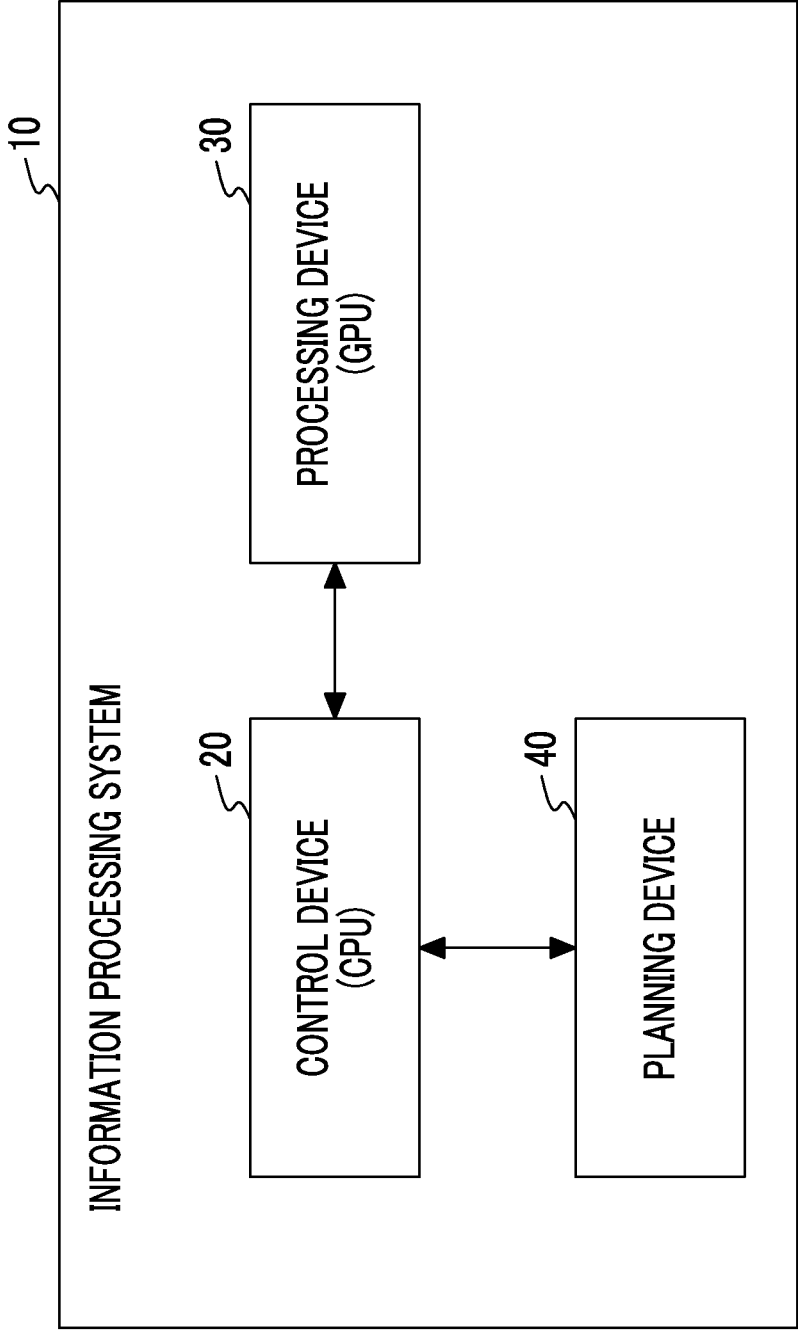 10
INFORMATION PROCESSING SYSTEM
20
CONTROL DEVICE
(CPU)
30
PROCESSING DEVICE
(GPU)
40
PLANNING DEVICE